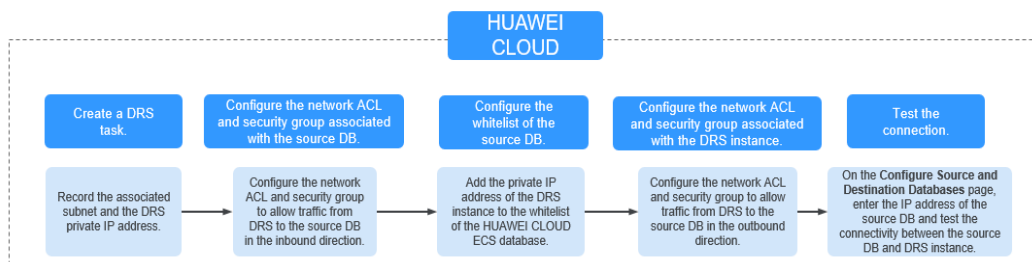 HUAWEI
CLOUD
Create a DRS
task.
Configure the network ACL
and security group associated
with the source DB.
Configure the
whitelist of the
source DB.
Configure the network ACL
and security group associated
with the DRS instance.
Test the
connection.
Record the associated
subnet and the DRS
private IP address.
Configure the network
ACL and security group
to allow traffic from
DRS to the source DB
in the inbound direction.
Add the private IP
address of the DRS
instance to the whitelist
of the HUAWEI CLOUD
ECS database.
Configure the network ACL
and security group to allow
traffic from DRS to the
source DB in the outbound
direction.
On the Configure Source and
Destination Databases page,
enter the IP address of the
source DB and test the
connectivity between the source
DB and DRS instance.